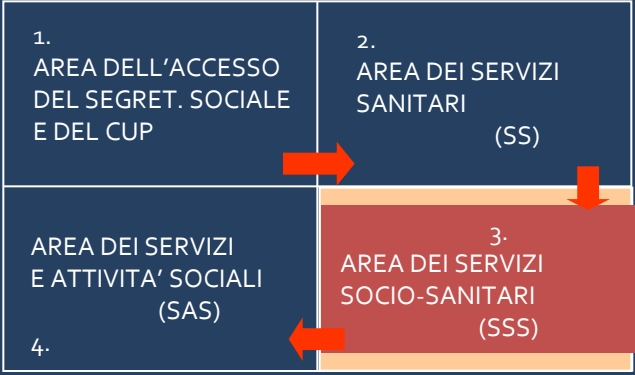 1.
AREA DELL'ACCESSO
DEL SEGRET. SOCIALE
E DEL CUP
2.
AREA DEI SERVIZI
SANITARI
(SS)
3.
AREA DEI SERVIZI
SOCIO-SANITARI
(SSS)
AREA DEI SERVIZI
E ATTIVITA' SOCIALI
(SAS)
4.